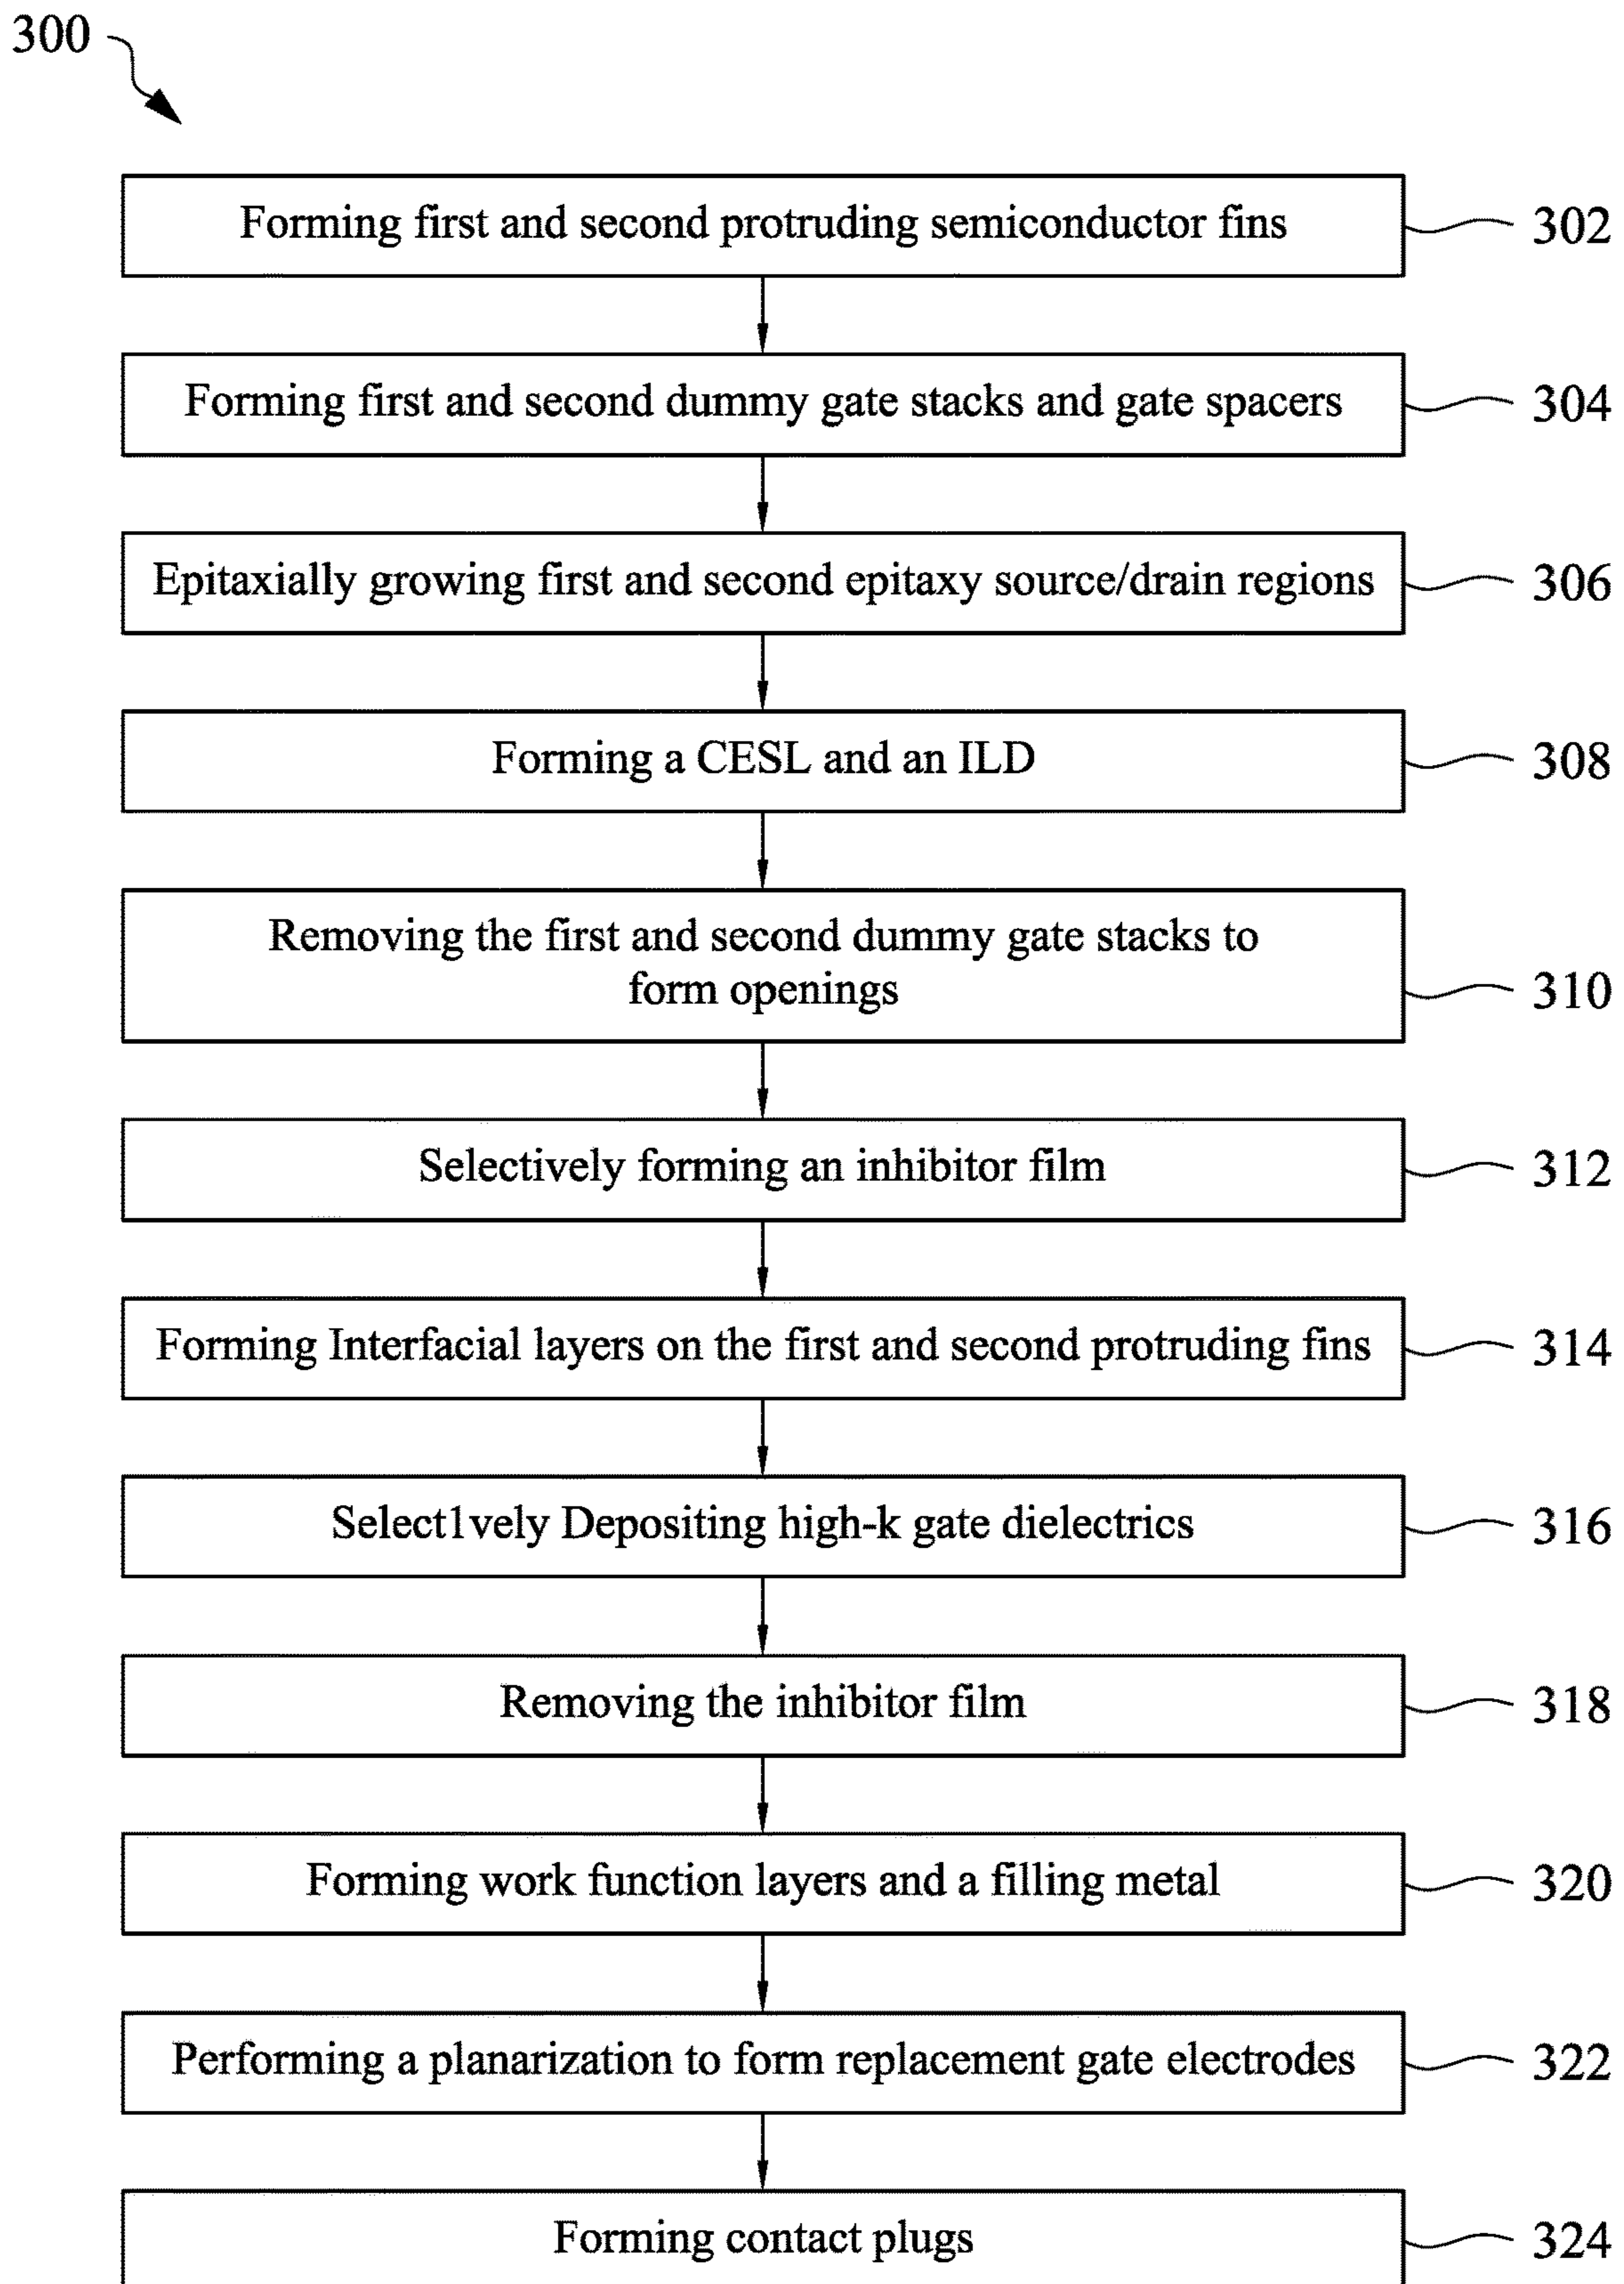 300
Forming first and second protruding semiconductor fins 302
Forming first and second dummy gate stacks and gate spacers 304
Epitaxially growing first and second epitaxy source/drain regions 306
Forming a CESL and an ILD 308
Removing the first and second dummy gate stacks to
form openings 310
Selectively forming an inhibitor film 312
Forming Interfacial layers on the first and second protruding fins 314
Select1vely Depositing high-k gate dielectrics 316
Removing the inhibitor film 318
Forming work function layers and a filling metal 320
Performing a planarization to form replacement gate electrodes 322
Forming contact plugs 324